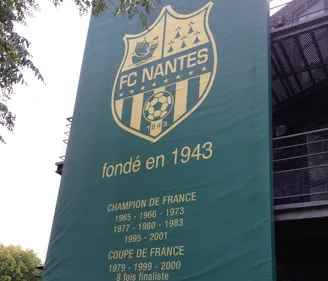 FC NANTES
1943
fondé en 1943
CHAMPION DE FRANCE
1965 - 1966 - 1973
1977 - 1980 - 1983
1995 - 2001
COUPE DE FRANCE
1979 - 1999 - 2000
8 fois finaliste